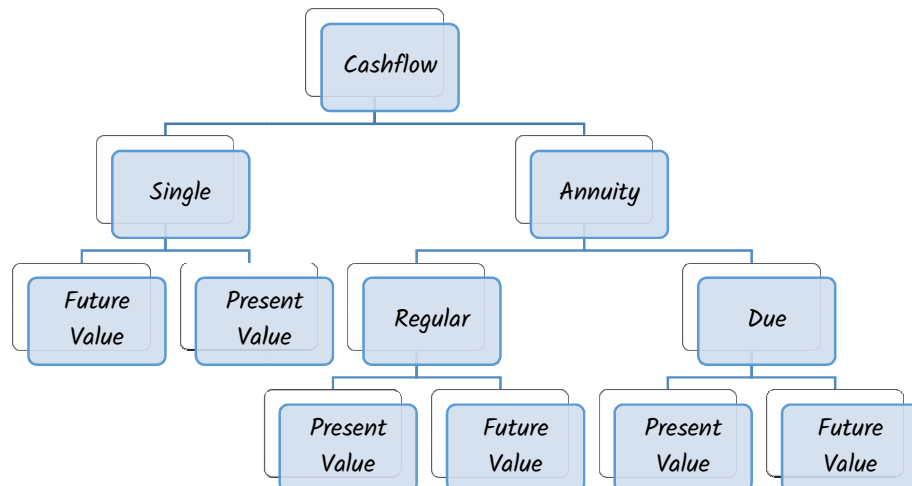 Cashflow
Single
Annuity
Future
Value
Present
Value
Regular
Due
Present
Value
Future
Value
Present
Value
Future
Value